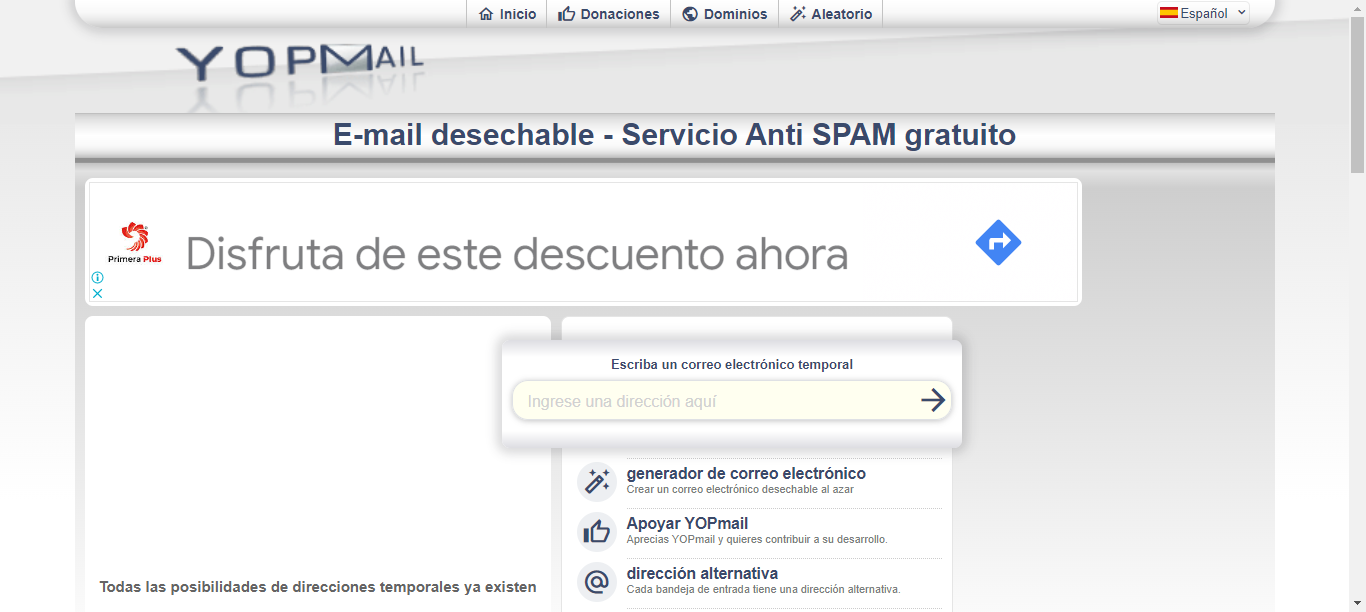 Inicio
Donaciones
Dominios
Aleatorio
Español
YOPMAIL
E-mail desechable - Servicio Anti SPAM gratuito
Primera Plus
Disfruta de este descuento ahora
Escriba un correo electrónico temporal
Ingrese una dirección aquí
generador de correo electrónico
Crear un correo electrónico desechable al azar
Apoyar YOPmail
Aprecias YOPmail y quieres contribuir a su desarrollo.
dirección alternativa
Cada bandeja de entrada tiene una dirección alternativa.
Todas las posibilidades de direcciones temporales ya existen